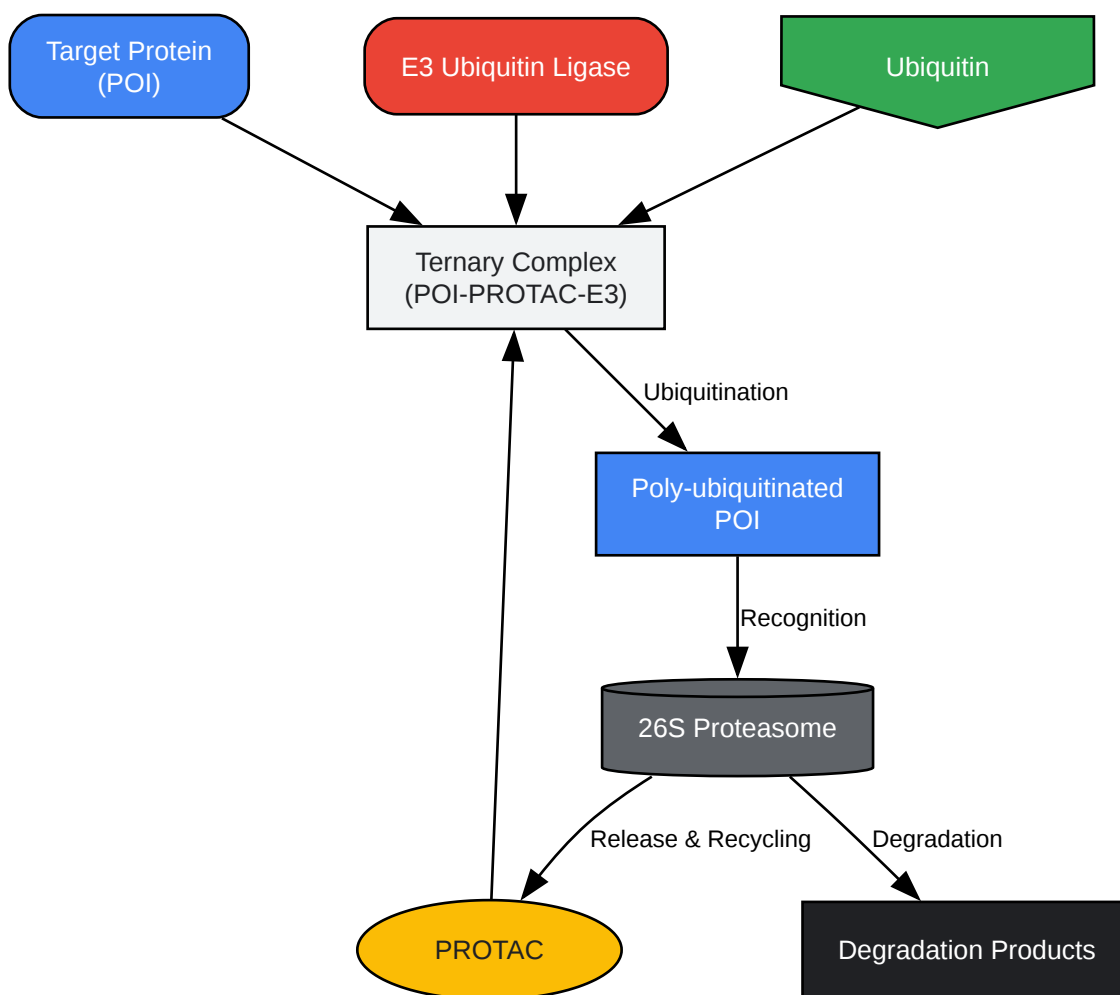 Target Protein
(POI)
E3 Ubiquitin Ligase
Ubiquitin
Ternary Complex
(POI-PROTAC-E3)
Ubiquitination
Poly-ubiquitinated
POI
Recognition
26S Proteasome
Release & Recycling
Degradation
PROTAC
Degradation Products